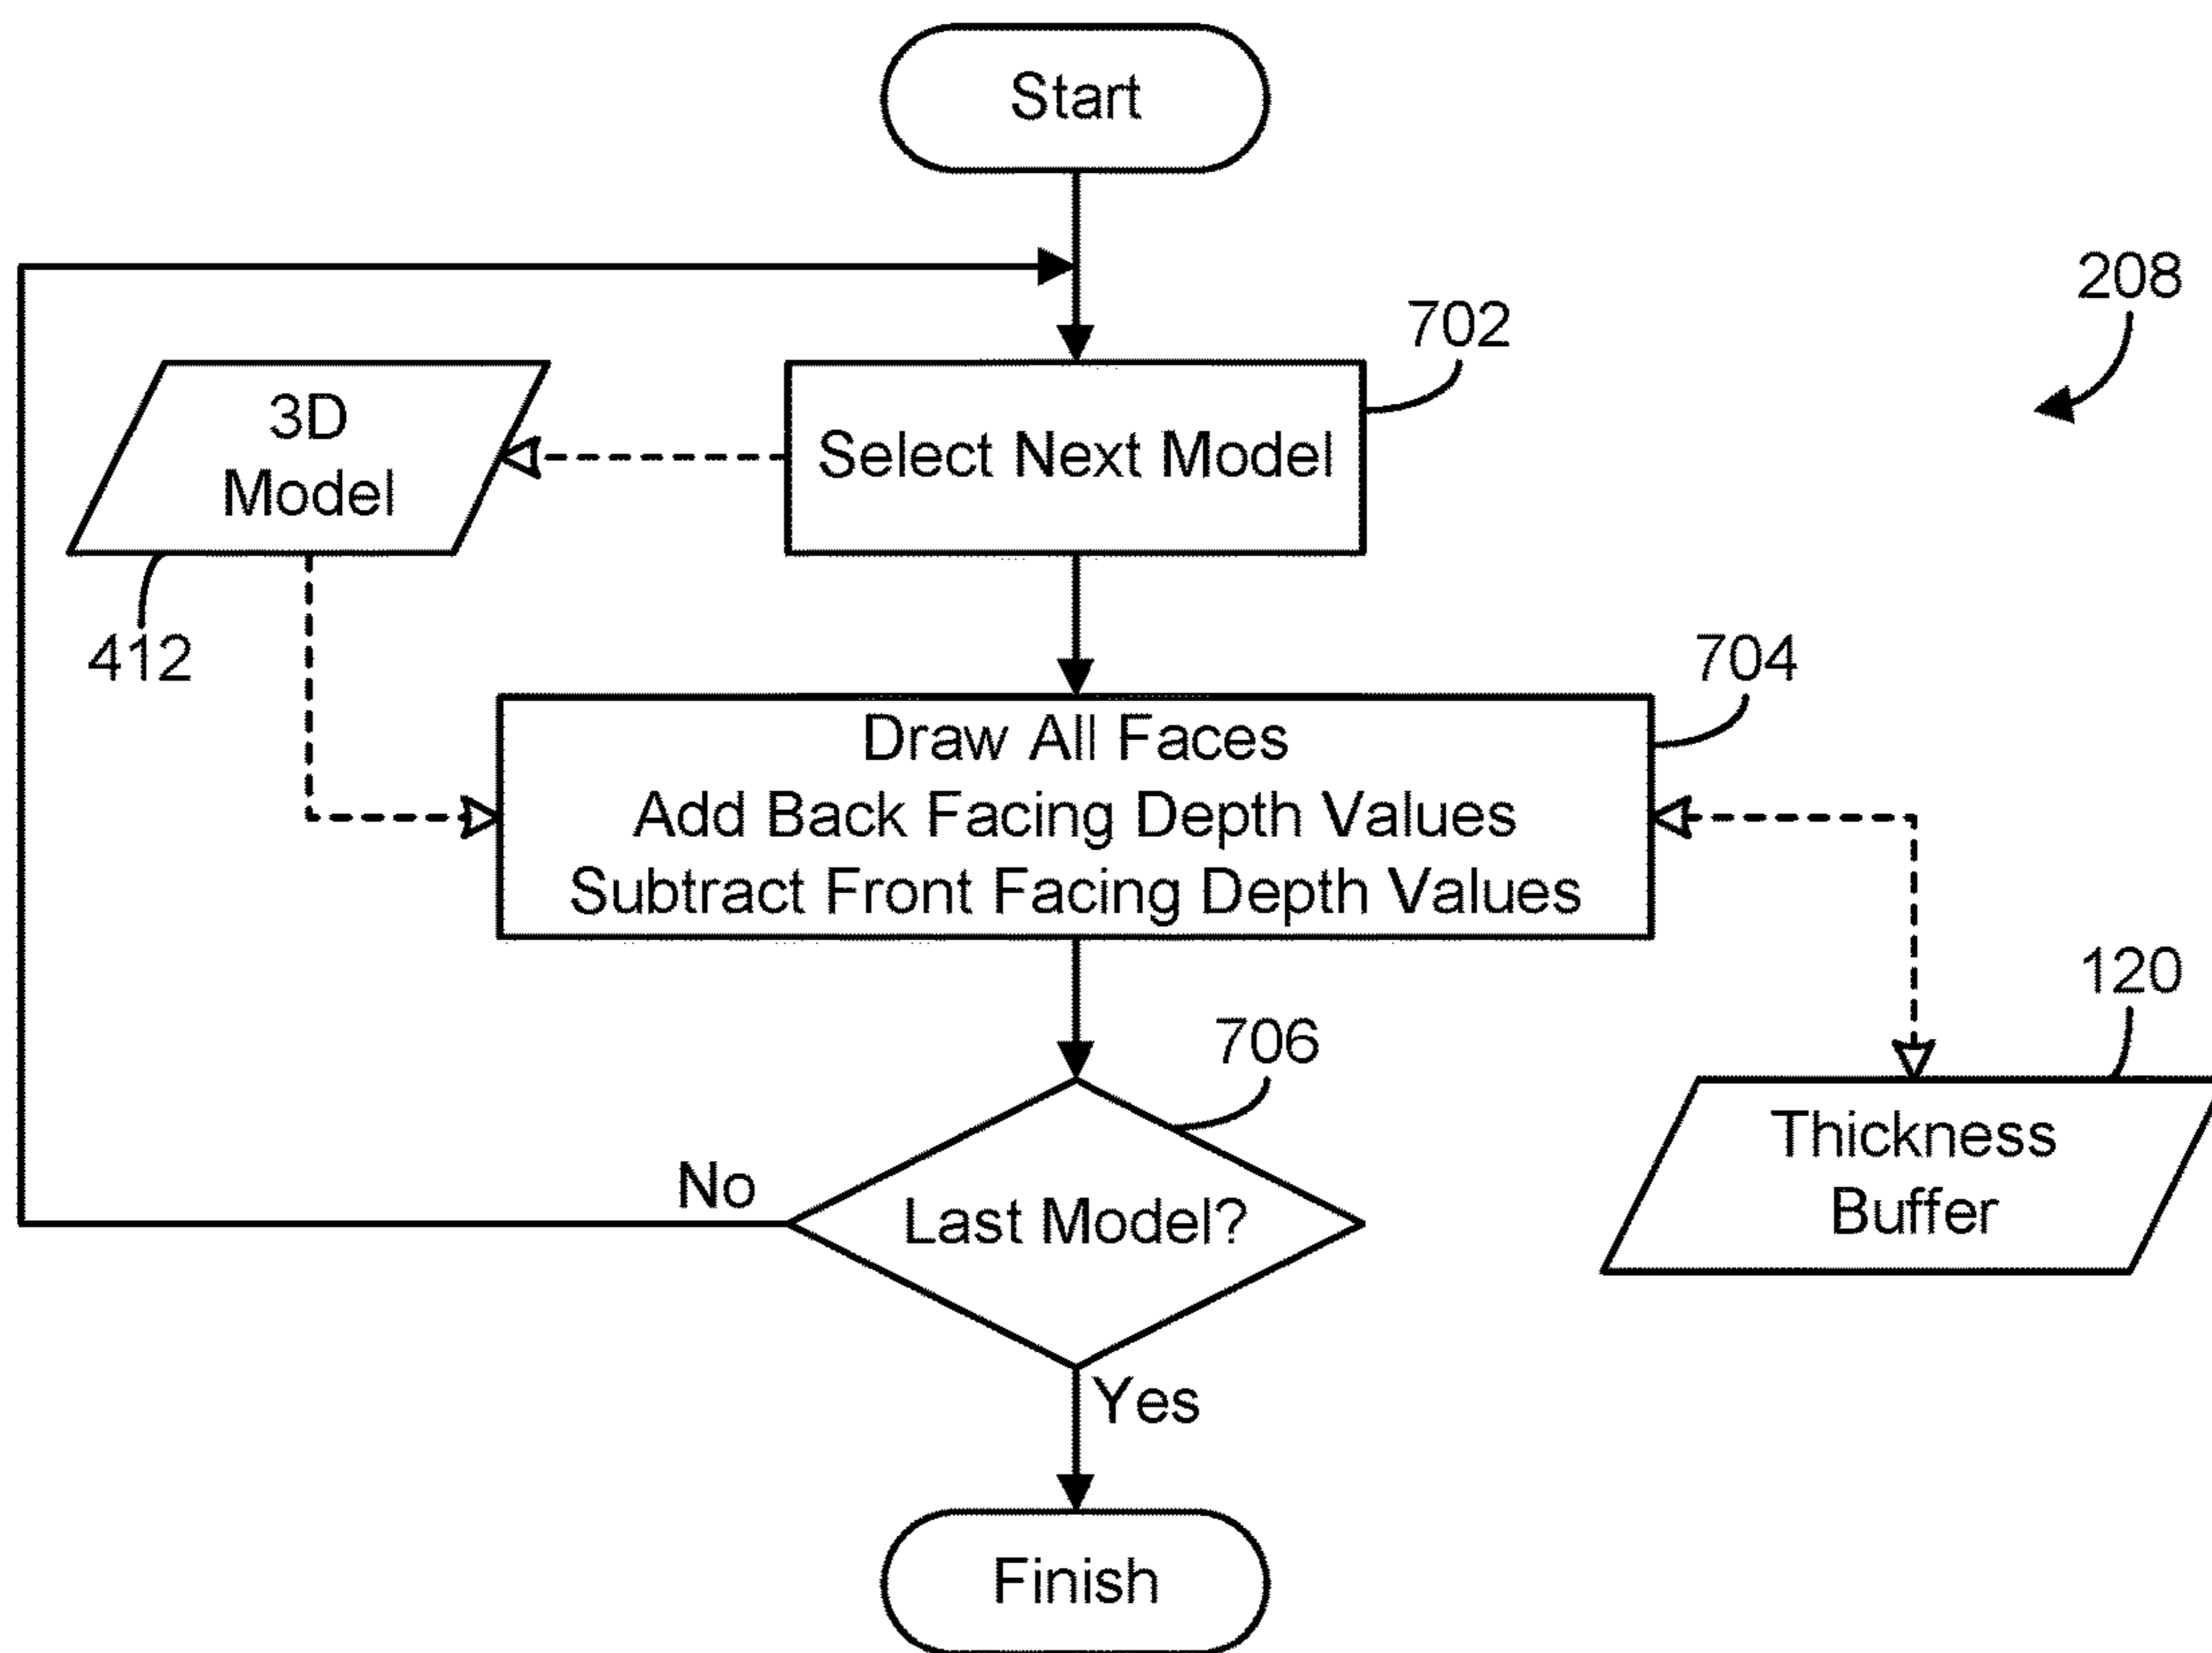 Start
208
702
3D
Model
Select Next Model
412
704
Draw All Faces
Add Back Facing Depth Values
Subtract Front Facing Depth Values
120
706
Thickness
Buffer
No
Last Model?
Yes
Finish